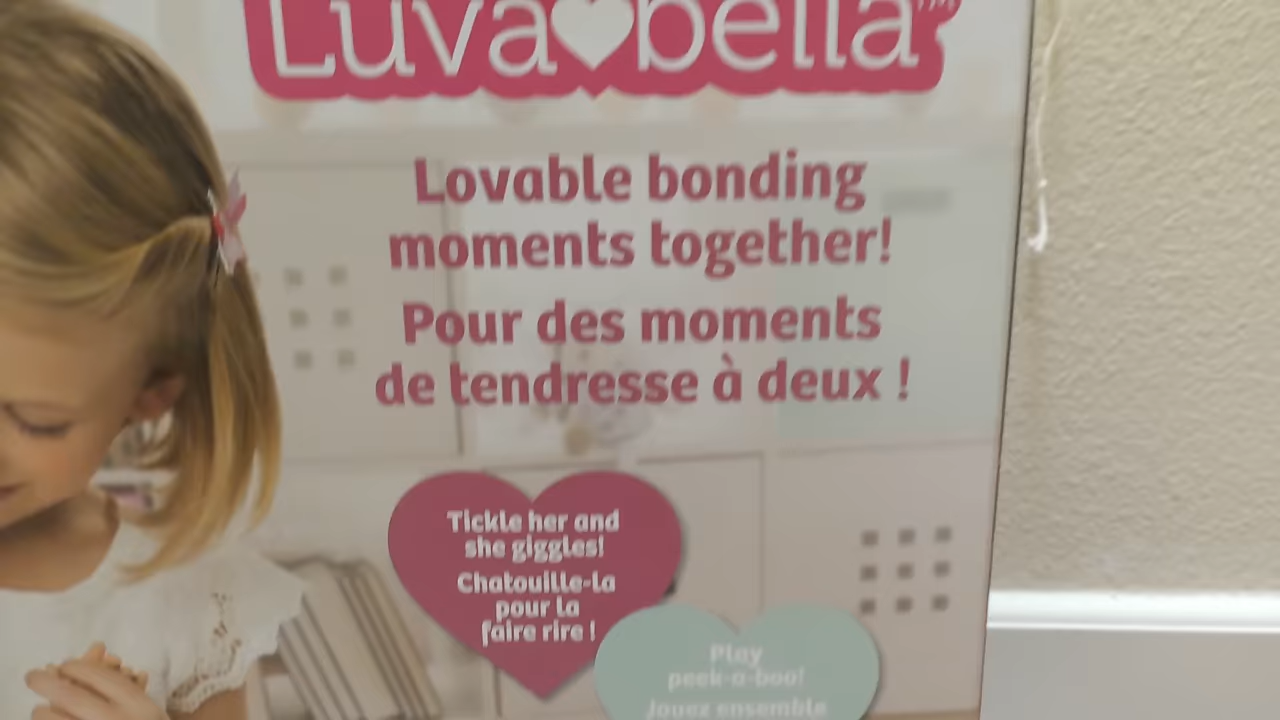 Luvabella™
Lovable bonding
moments together!
Pour des moments
de tendresse à deux !
Tickle her and
she giggles!
Chatouille-la
pour la
faire rire !
Play
peek-a-boo!
Jouez ensemble